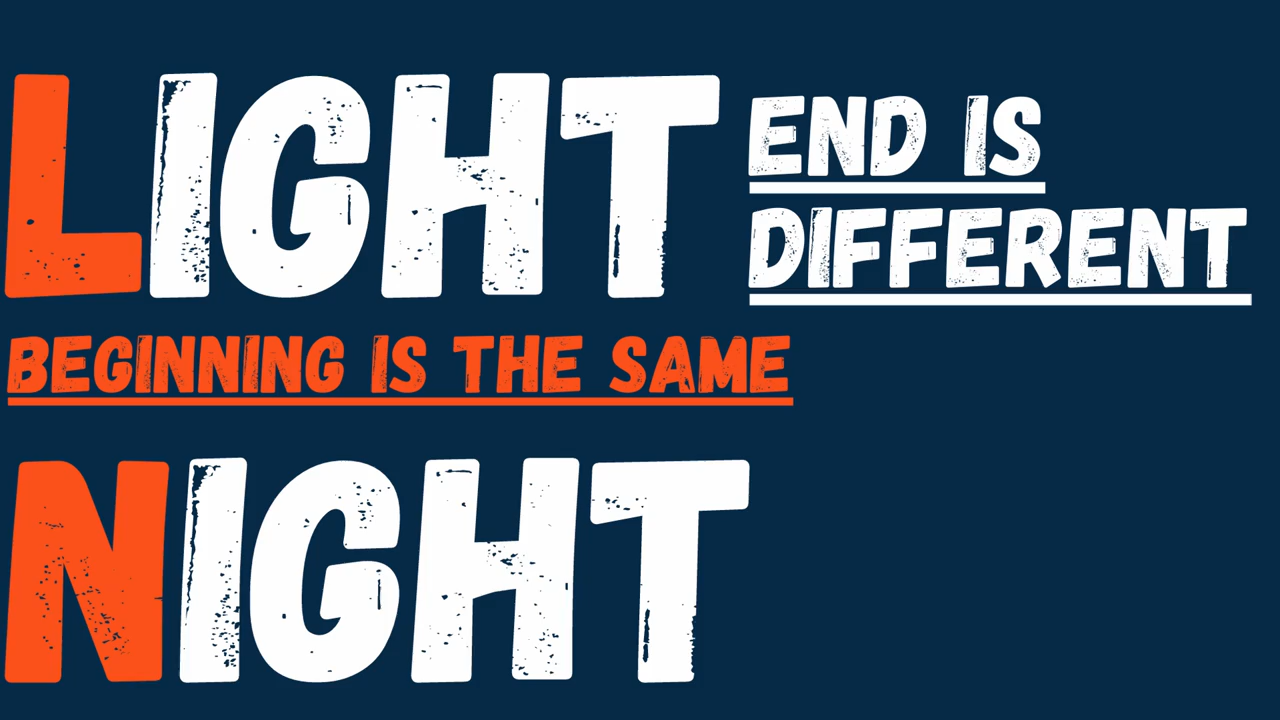 LIGHT
END IS
DIFFERENT
BEGINNING IS THE SAME
NIGHT